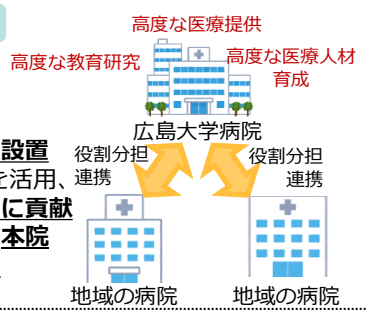 高度な医療提供
高度な教育研究
高度な医療人材
育成
広島大学病院
設置
を活用、
に貢献
本院
役割分担
連携
役割分担
連携
地域の病院
地域の病院